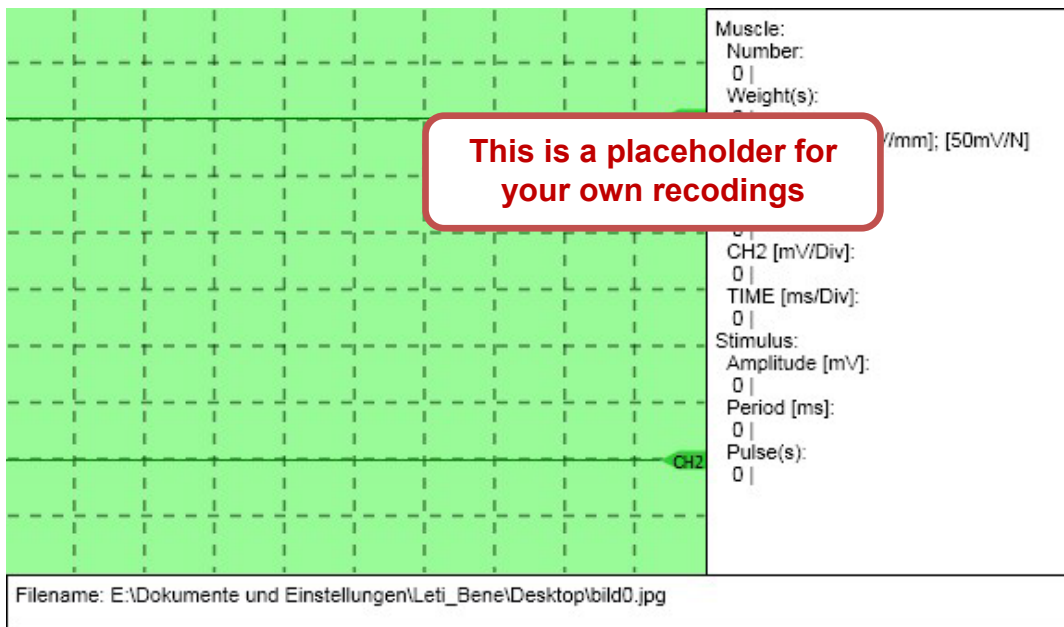 Muscle:
Number:
0 |
Weight(s):
This is a placeholder for
your own recodings
/mm]; [50mV/N]
CH2 [mV/Div]:
0 |
TIME [ms/Div]:
0 |
Stimulus:
Amplitude [mV]:
0 |
Period [ms]:
0 |
Pulse(s):
0 |
CH2
Filename: E:\Dokumente und Einstellungen\Leti_Bene\Desktop\bild0.jpg